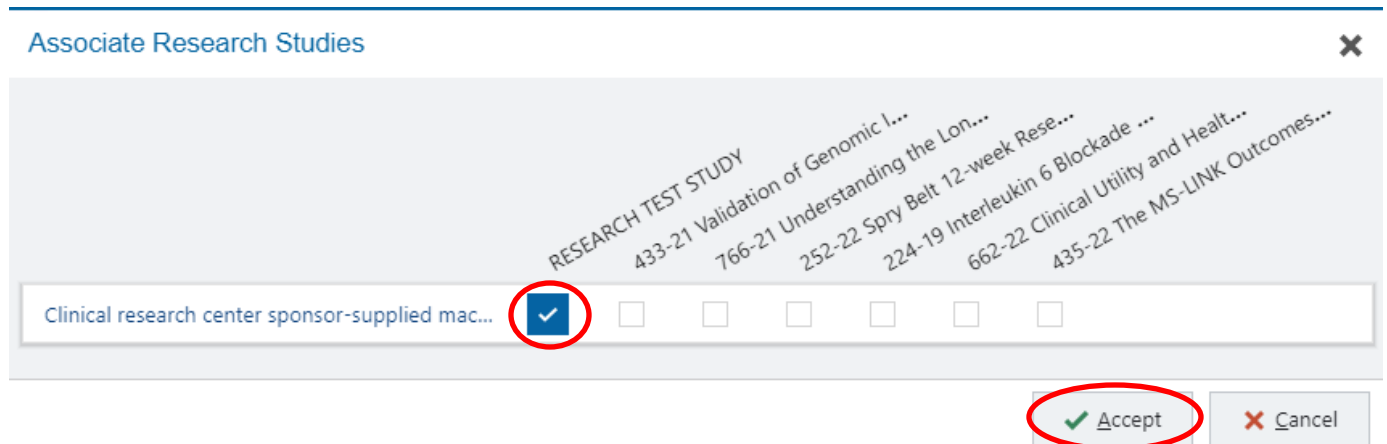 Associate Research Studies
RESEARCH TEST STUDY
433-21 Validation of Genomic I...
766-21 Understanding the Lon...
252-22 Spry Belt 12-week Rese...
224-19 Interleukin 6 Blockade ...
662-22 Clinical Utility and Healt...
435-22 The MS-LINK Outcomes...
Clinical research center sponsor-supplied mac...
Accept
Cancel